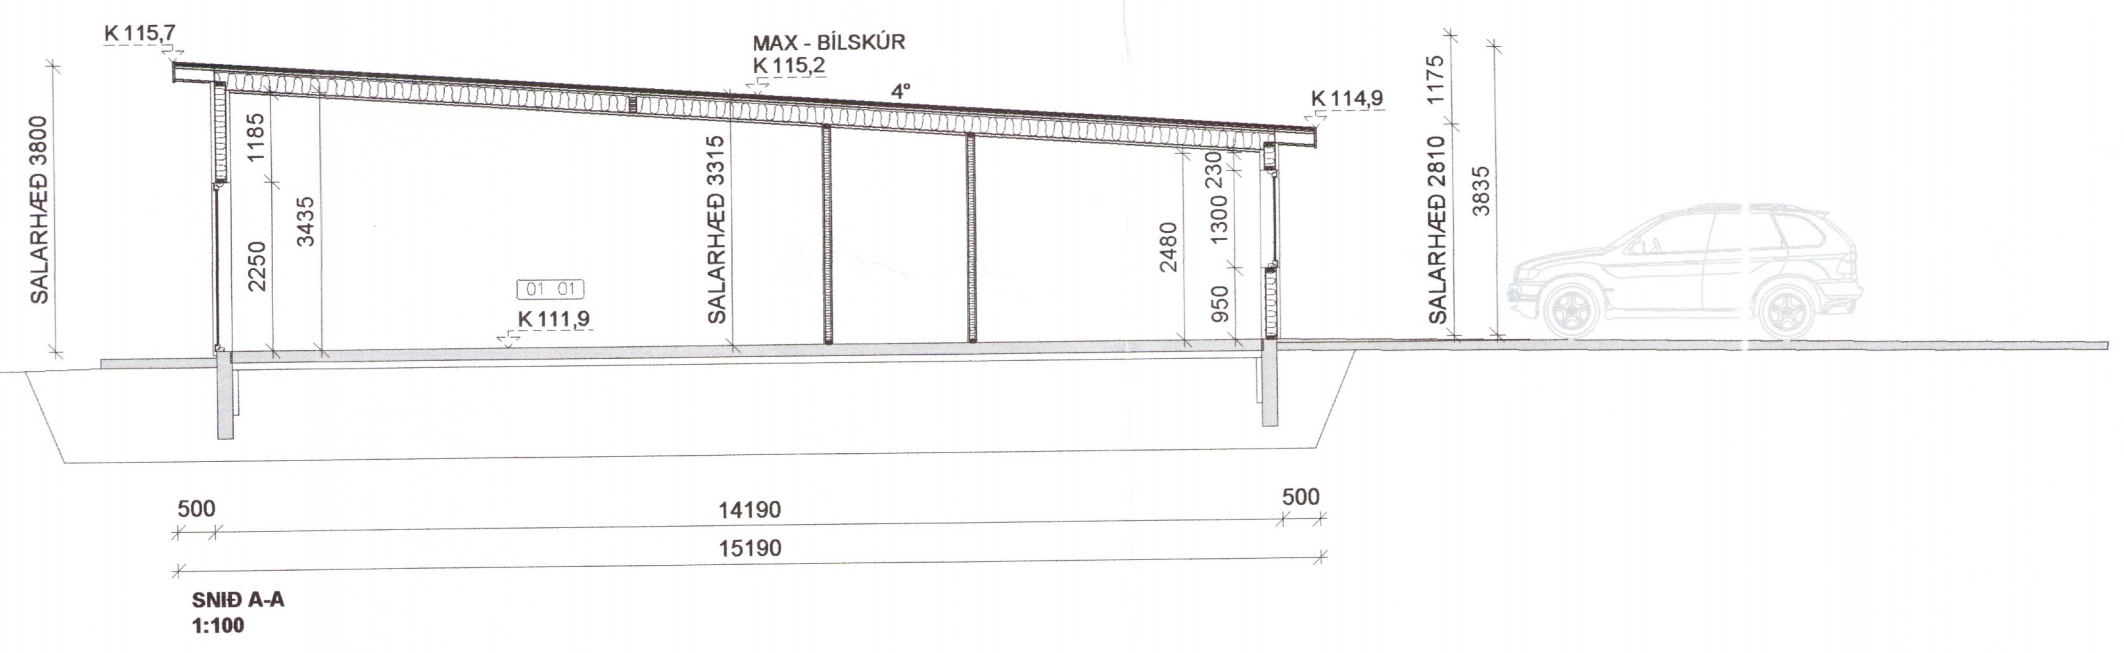 K 115,7
MAX - BÍLSKÚR
K 115,2
4°
K 114,9
SALARHÆÐ 3800
1185
2250
3435
SALARHÆÐ 3315
2480
230
1300
950
1175
SALARHÆÐ 2810
3835
01 01
K 111,9
500
14190
500
15190
SNIÐ A-A
1:100